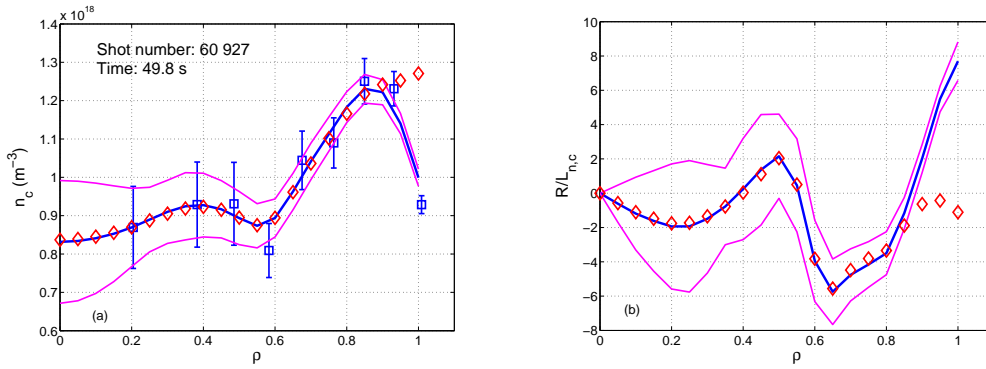 x 10^18
Shot number: 60 927
Time: 49.8 s
n_c (m^−3)
1.4
1.3
1.2
1.1
1
0.9
0.8
0.7
0.6
(a)
0 0.2 0.4 0.6 0.8 1
ρ
R/L_n,c
10
8
6
4
2
0
−2
−4
−6
−8
(b)
0 0.2 0.4 0.6 0.8 1
ρ